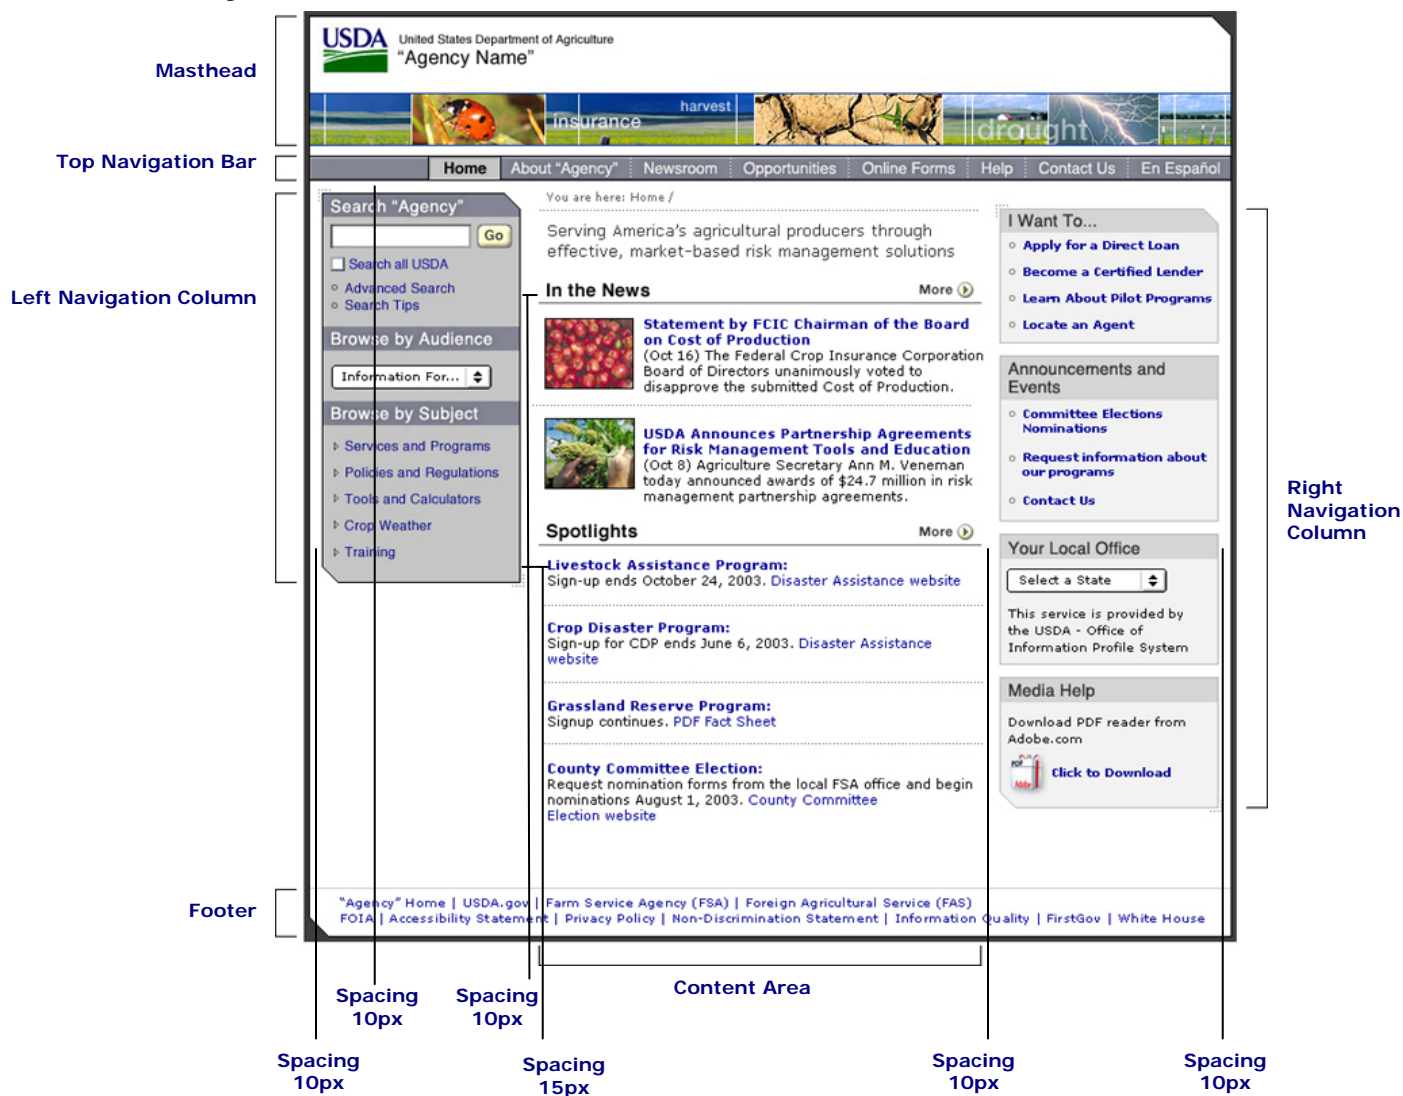 Masthead
USDA
United States Department of Agriculture
"Agency Name"
insurance
harvest
drought
Top Navigation Bar
Home
About "Agency"
Newsroom
Opportunities
Online Forms
Help
Contact Us
En Español
Left Navigation Column
Search "Agency"
Go
Search all USDA
Advanced Search
Search Tips
Browse by Audience
Information For...
Browse by Subject
Services and Programs
Policies and Regulations
Tools and Calculators
Crop Weather
Training
You are here: Home /
Serving America's agricultural producers through
effective, market-based risk management solutions
In the News
More
Statement by FCIC Chairman of the Board
on Cost of Production
(Oct 16) The Federal Crop Insurance Corporation
Board of Directors unanimously voted to
disapprove the submitted Cost of Production.
USDA Announces Partnership Agreements
for Risk Management Tools and Education
(Oct 8) Agriculture Secretary Ann M. Veneman
today announced awards of $24.7 million in risk
management partnership agreements.
Spotlights
More
Livestock Assistance Program:
Sign-up ends October 24, 2003. Disaster Assistance website
Crop Disaster Program:
Sign-up for CDP ends June 6, 2003. Disaster Assistance
website
Grassland Reserve Program:
Signup continues. PDF Fact Sheet
County Committee Election:
Request nomination forms from the local FSA office and begin
nominations August 1, 2003. County Committee
Election website
I Want To...
Apply for a Direct Loan
Become a Certified Lender
Learn About Pilot Programs
Locate an Agent
Announcements and
Events
Committee Elections
Nominations
Request information about
our programs
Contact Us
Your Local Office
Select a State
This service is provided by
the USDA - Office of
Information Profile System
Media Help
Download PDF reader from
Adobe.com
PDF
Adobe
Click to Download
Right
Navigation
Column
Footer
"Agency" Home | USDA.gov | Farm Service Agency (FSA) | Foreign Agricultural Service (FAS)
FOIA | Accessibility Statement | Privacy Policy | Non-Discrimination Statement | Information Quality | FirstGov | White House
Content Area
Spacing
10px
Spacing
10px
Spacing
10px
Spacing
15px
Spacing
10px
Spacing
10px